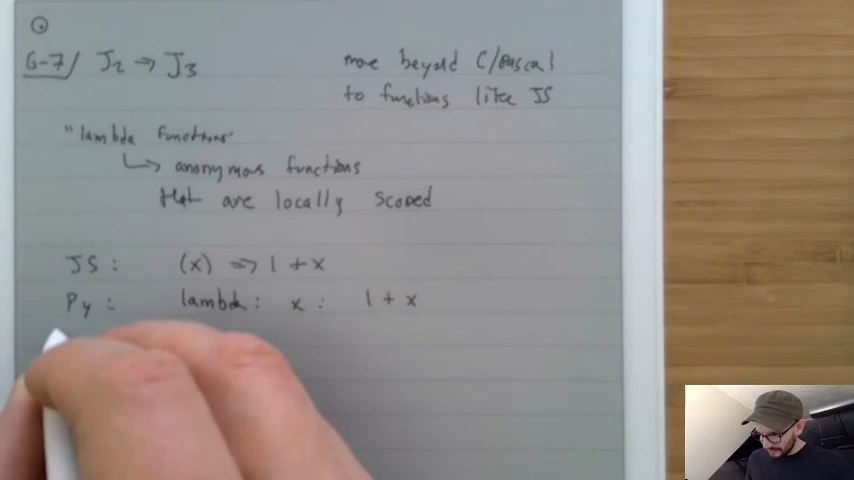 6-7/ J2 => J3
move beyond C/Pascal
to functions like JS
"lambda functions"
↳ anonymous functions
that are locally scoped
JS: (x) => 1 + x
Py: lambda: x: 1 + x